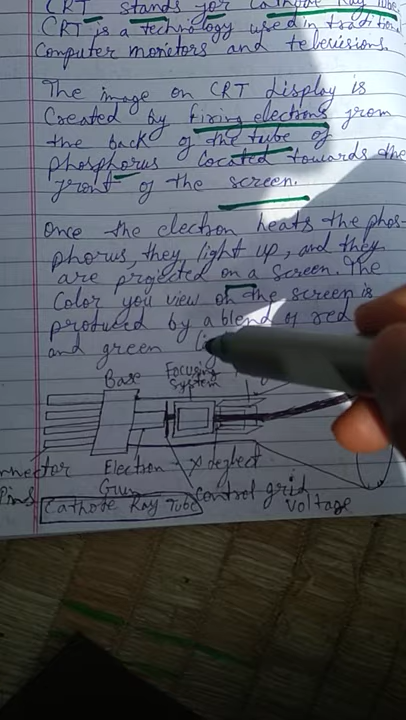 CRT stands for Cathode Ray Tube
CRT is a technology used in
Computer monitors and televisions.
The image on CRT display is
Created by firing electrons from
the back of the tube of
phosphorus located towards the
front of the screen.
Once the electron heats the phos-
phorus, they light up, and they
are projected on a screen. The
Color you view on the screen is
produced by a blend of red
and green
Base
Focusing
System
Pins
Electron
Gun
control grid
voltage
Cathode Ray Tube